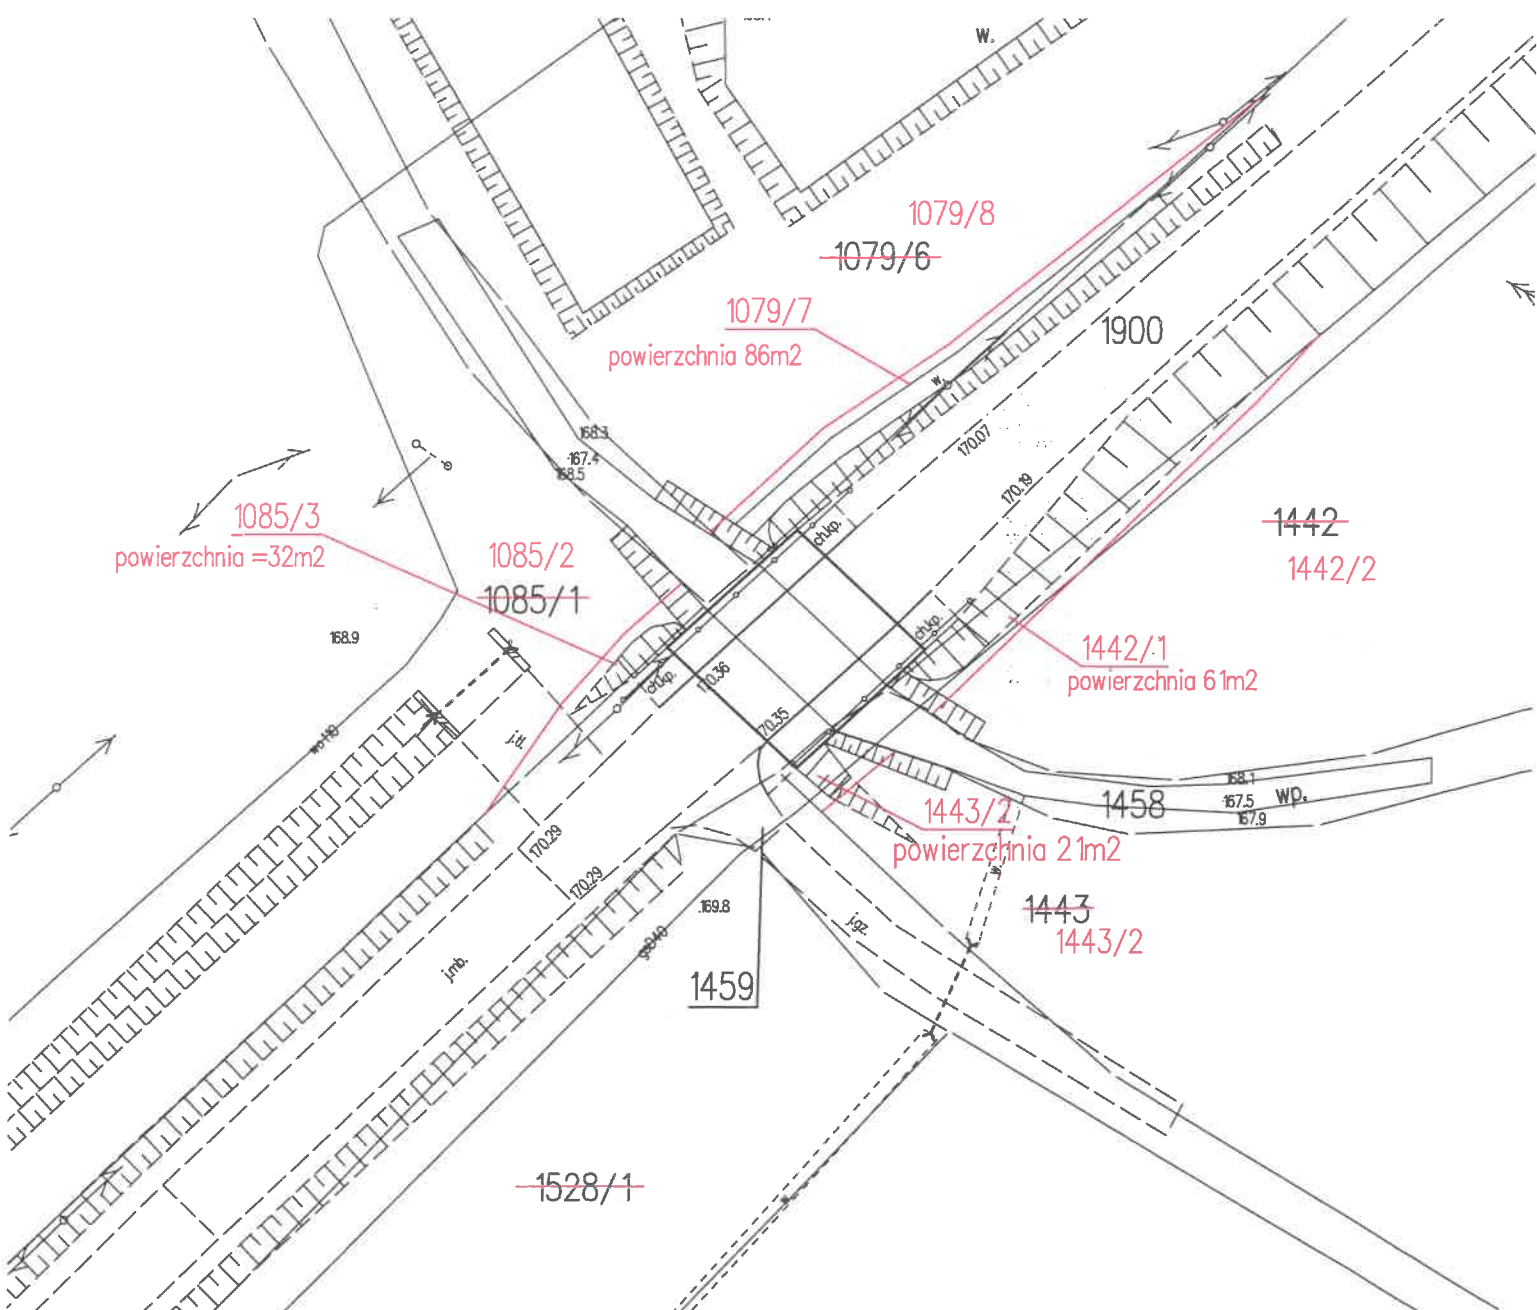 w.
1079/8
1079/6
1079/7
powierzchnia 86m2
1900
w.
168.3
167.4
168.5
170.07
170.19
1085/3
powierzchnia =32m2
1085/2
1085/1
ch.kp.
1442
1442/2
168.9
ch.kp.
1442/1
powierzchnia 61m2
ch.kp.
170.36
170.35
j.tł.
168.1
167.5
167.9
wp.
1458
1443/2
powierzchnia 21m2
170.29
170.29
w.
169.8
1443
1443/2
j.gz.
j.mb.
1459
1528/1